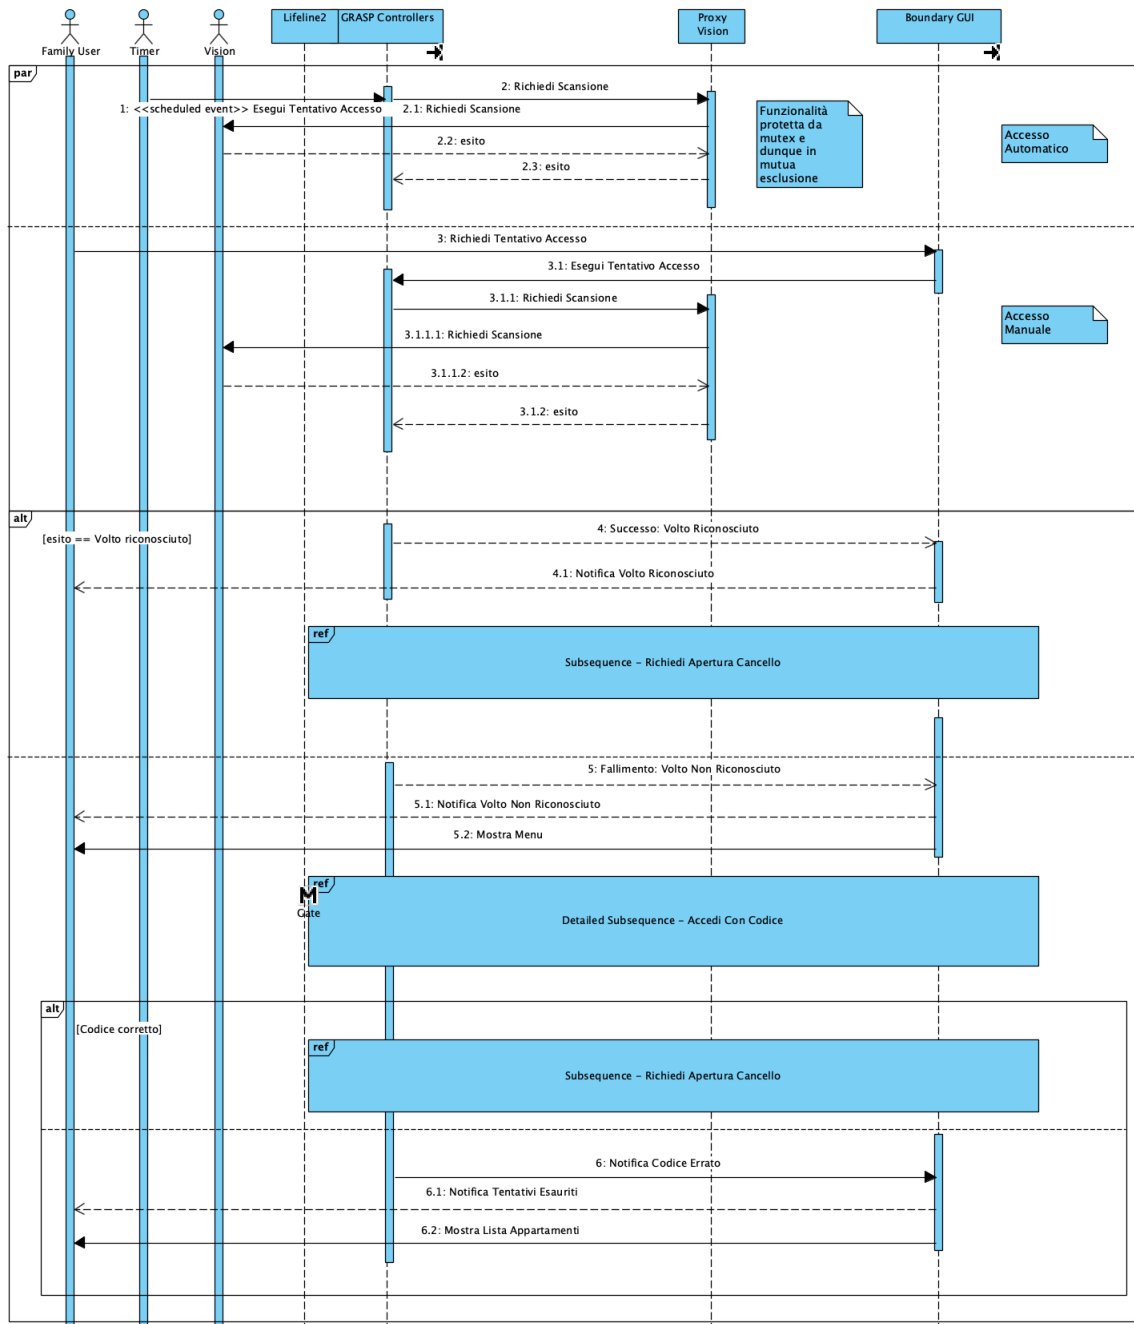 Family User
Timer
Vision
Lifeline2
GRASP Controllers
Proxy
Vision
Boundary GUI
par
2: Richiedi Scansione
1: <<scheduled event>> Esegui Tentativo Accesso
2.1: Richiedi Scansione
2.2: esito
2.3: esito
Funzionalità
protetta da
mutex e
dunque in
mutua
esclusione
Accesso
Automatico
3: Richiedi Tentativo Accesso
3.1: Esegui Tentativo Accesso
3.1.1: Richiedi Scansione
3.1.1.1: Richiedi Scansione
3.1.1.2: esito
3.1.2: esito
Accesso
Manuale
alt
[esito == Volto riconosciuto]
4: Successo: Volto Riconosciuto
4.1: Notifica Volto Riconosciuto
ref
Subsequence - Richiedi Apertura Cancello
5: Fallimento: Volto Non Riconosciuto
5.1: Notifica Volto Non Riconosciuto
5.2: Mostra Menu
ref
Gate
Detailed Subsequence - Accedi Con Codice
alt
[Codice corretto]
ref
Subsequence - Richiedi Apertura Cancello
6: Notifica Codice Errato
6.1: Notifica Tentativi Esauriti
6.2: Mostra Lista Appartamenti